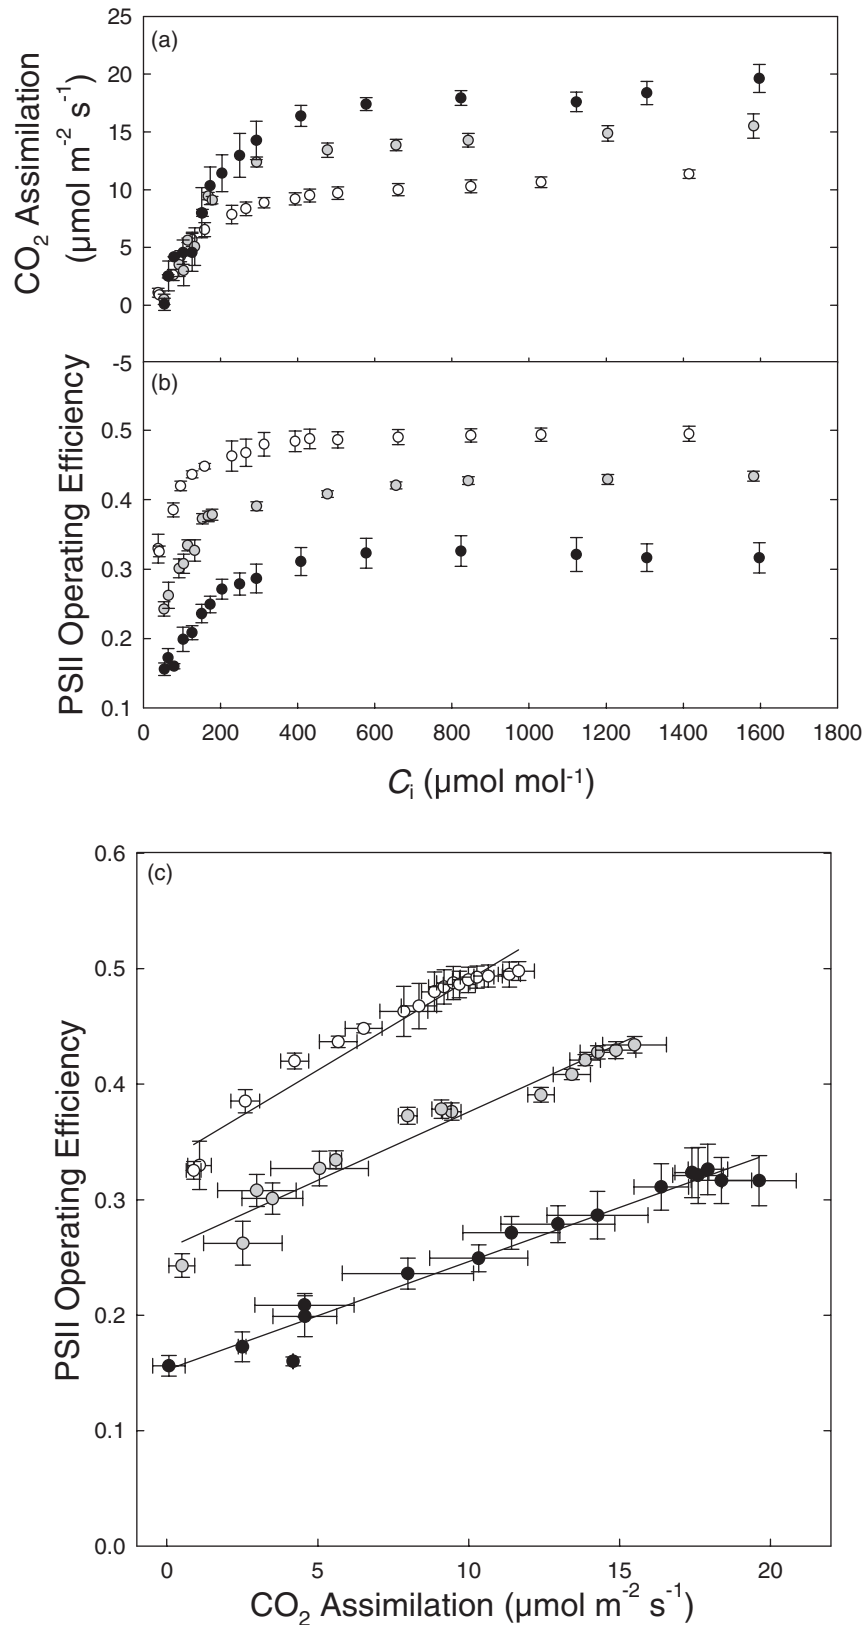 (a)
25
20
15
10
5
0
-5
CO₂ Assimilation
(µmol m⁻² s⁻¹)
(b)
0.5
0.4
0.3
0.2
0.1
PSII Operating Efficiency
0 200 400 600 800 1000 1200 1400 1600 1800
Cᵢ (µmol mol⁻¹)
(c)
0.6
0.5
0.4
0.3
0.2
0.1
0.0
PSII Operating Efficiency
0 5 10 15 20
CO₂ Assimilation (µmol m⁻² s⁻¹)